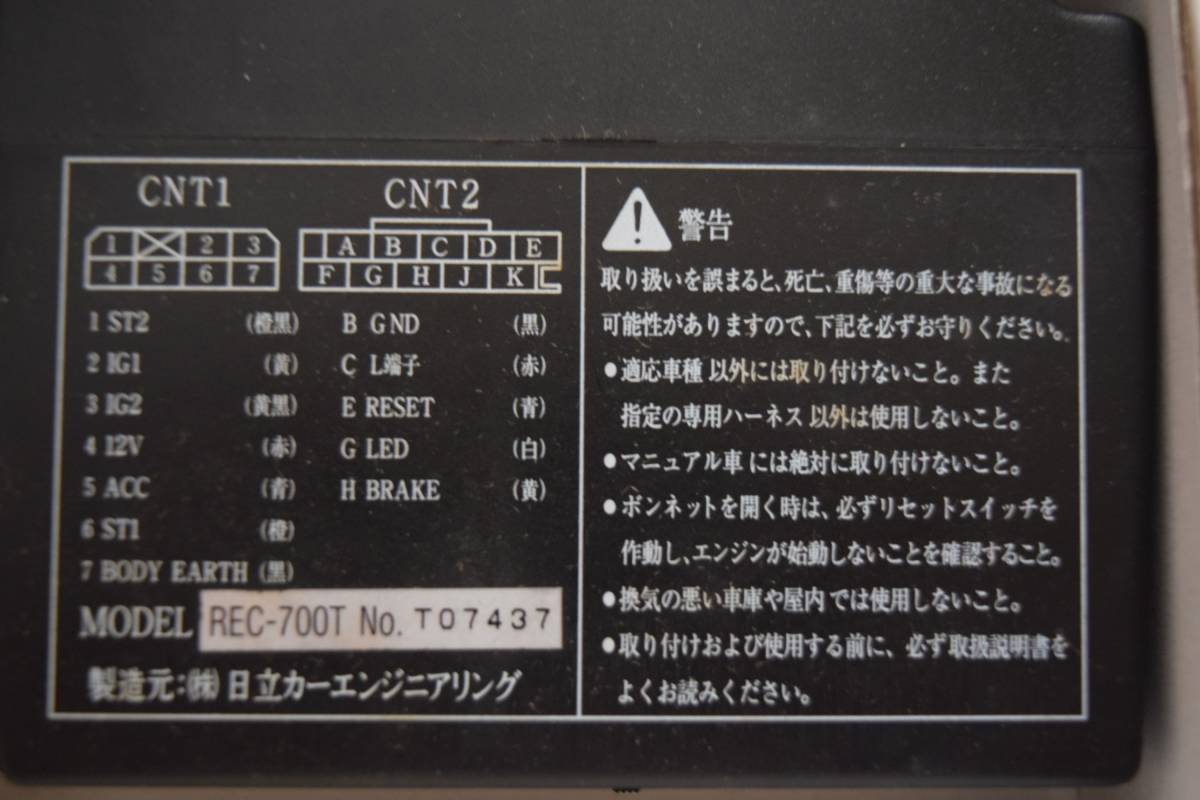 CNT1
1 2 3
4 5 6 7
1 ST2 (橙黒)
2 IG1 (黄)
3 IG2 (黄黒)
4 12V (赤)
5 ACC (青)
6 ST1 (橙)
7 BODY EARTH (黒)
CNT2
A B C D E
F G H J K
B GND (黒)
C L端子 (赤)
E RESET (青)
G LED (白)
H BRAKE (黄)
MODEL REC-700T No. T07437
製造元:㈱日立カーエンジニアリング
警告
取り扱いを誤まると、死亡、重傷等の重大な事故になる
可能性がありますので、下記を必ずお守りください。
●適応車種 以外には取り付けないこと。また
指定の専用ハーネス 以外は使用しないこと。
●マニュアル車 には絶対に取り付けないこと。
●ボンネットを開く時は、必ずリセットスイッチを
作動し、エンジンが始動しないことを確認すること。
●換気の悪い車庫や屋内 では使用しないこと。
●取り付けおよび使用する前に、必ず取扱説明書を
よくお読みください。